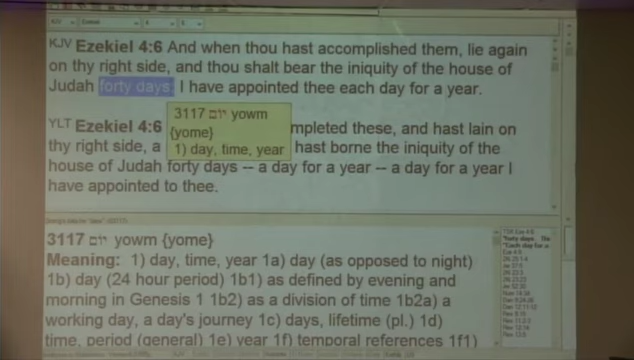 KJV
KJV Ezekiel 4:6 And when thou hast accomplished them, lie again
on thy right side, and thou shalt bear the iniquity of the house of
Judah forty days: I have appointed thee each day for a year.
3117 יום yowm
{yome}
1) day, time, year
YLT Ezekiel 4:6 mpleted these, and hast lain on
thy right side, a hast borne the iniquity of the
house of Judah forty days -- a day for a year -- a day for a year I
have appointed to thee.
3117 יום yowm {yome}
Meaning: 1) day, time, year 1a) day (as opposed to night)
1b) day (24 hour period) 1b1) as defined by evening and
morning in Genesis 1 1b2) as a division of time 1b2a) a
working day, a day's journey 1c) days, lifetime (pl.) 1d)
time, period (general) 1e) year 1f) temporal references 1f1)